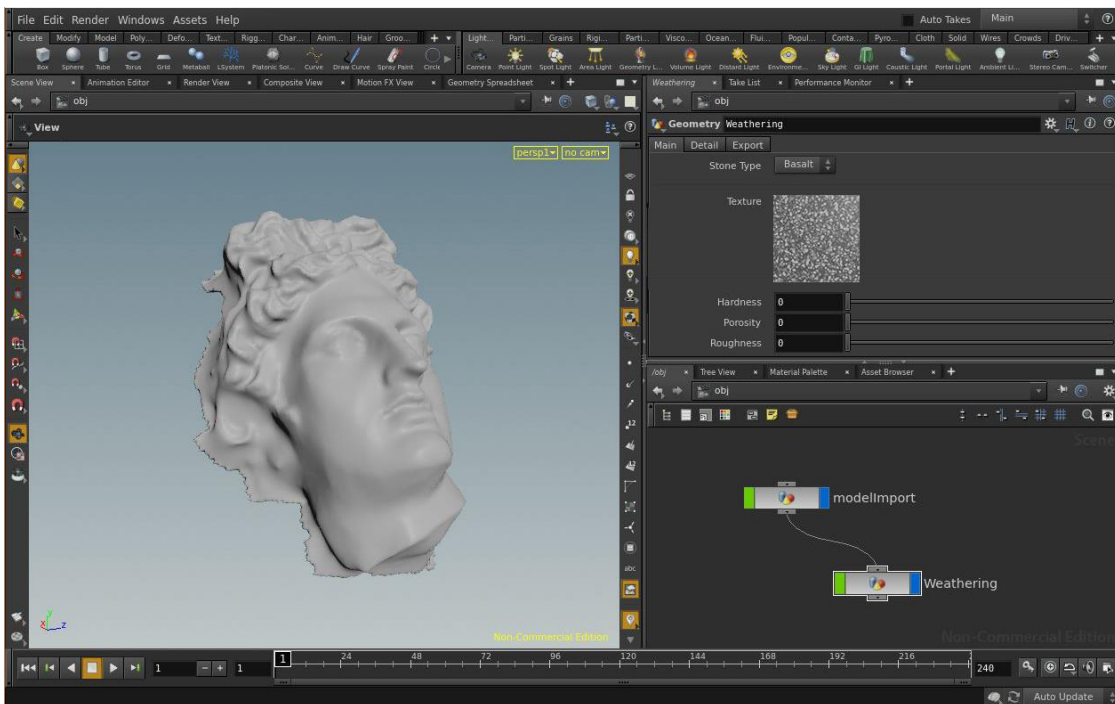 File Edit Render Windows Assets Help
Auto Takes Main
Create Modify Model Poly... Defo... Text... Rigg... Char... Anim... Hair Groo... Light... Parti... Grains Rigi... Parti... Visco... Ocean... Flui... Popul... Conta... Pyro... Cloth Solid Wires Crowds Driv...
Box Sphere Tube Torus Grid Metaball LSystem Platonic Sol... Curve Draw Curve Spray Paint Circle Camera Point Light Spot Light Area Light Geometry L... Volume Light Distant Light Environme... Sky Light GI Light Caustic Light Portal Light Ambient Li... Stereo Cam... Switcher
Scene View Animation Editor Render View Composite View Motion FX View Geometry Spreadsheet
Weathering Take List Performance Monitor
obj
obj
View
Geometry Weathering
Main Detail Export
persp1 no cam
Stone Type Basalt
Texture
Hardness 0
Porosity 0
Roughness 0
/obj Tree View Material Palette Asset Browser
obj
12
12
abc
Scene
modelImport
Weathering
y
x z
Non-Commercial Edition
Non-Commercial Edition
1 1 1 24 48 72 96 120 144 168 192 216 240
Auto Update